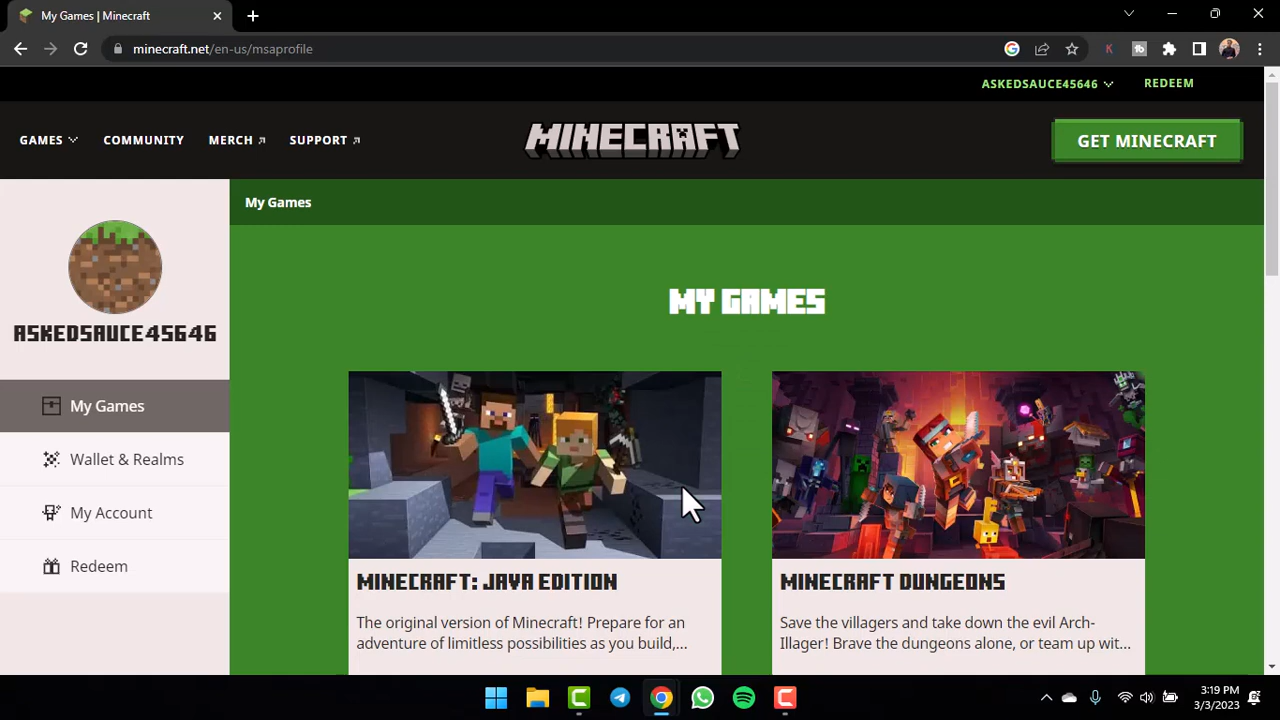 My Games | Minecraft
minecraft.net/en-us/msaprofile
ASKEDSAUCE45646 REDEEM
GAMES COMMUNITY MERCH SUPPORT MINECRAFT GET MINECRAFT
My Games
ASKEDSAUCE45646
My Games
Wallet & Realms
My Account
Redeem
MY GAMES
MINECRAFT: JAVA EDITION
The original version of Minecraft! Prepare for an
adventure of limitless possibilities as you build,...
MINECRAFT DUNGEONS
Save the villagers and take down the evil Arch-
Illager! Brave the dungeons alone, or team up wit...
3:19 PM
3/3/2023